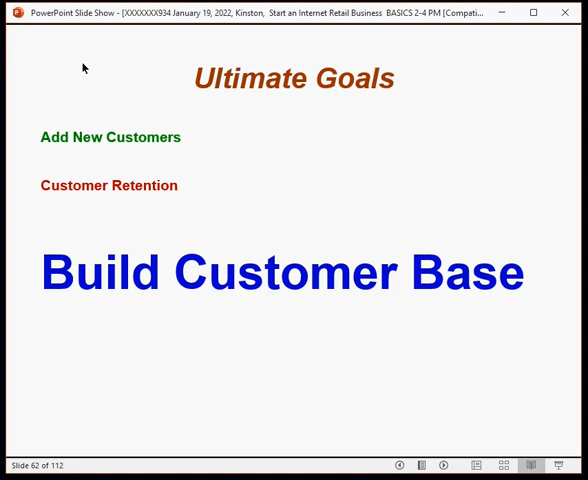 PowerPoint Slide Show - [XXXXXXX934 January 19, 2022, Kinston, Start an Internet Retail Business BASICS 2-4 PM [Compati...
Ultimate Goals
Add New Customers
Customer Retention
Build Customer Base
Slide 62 of 112